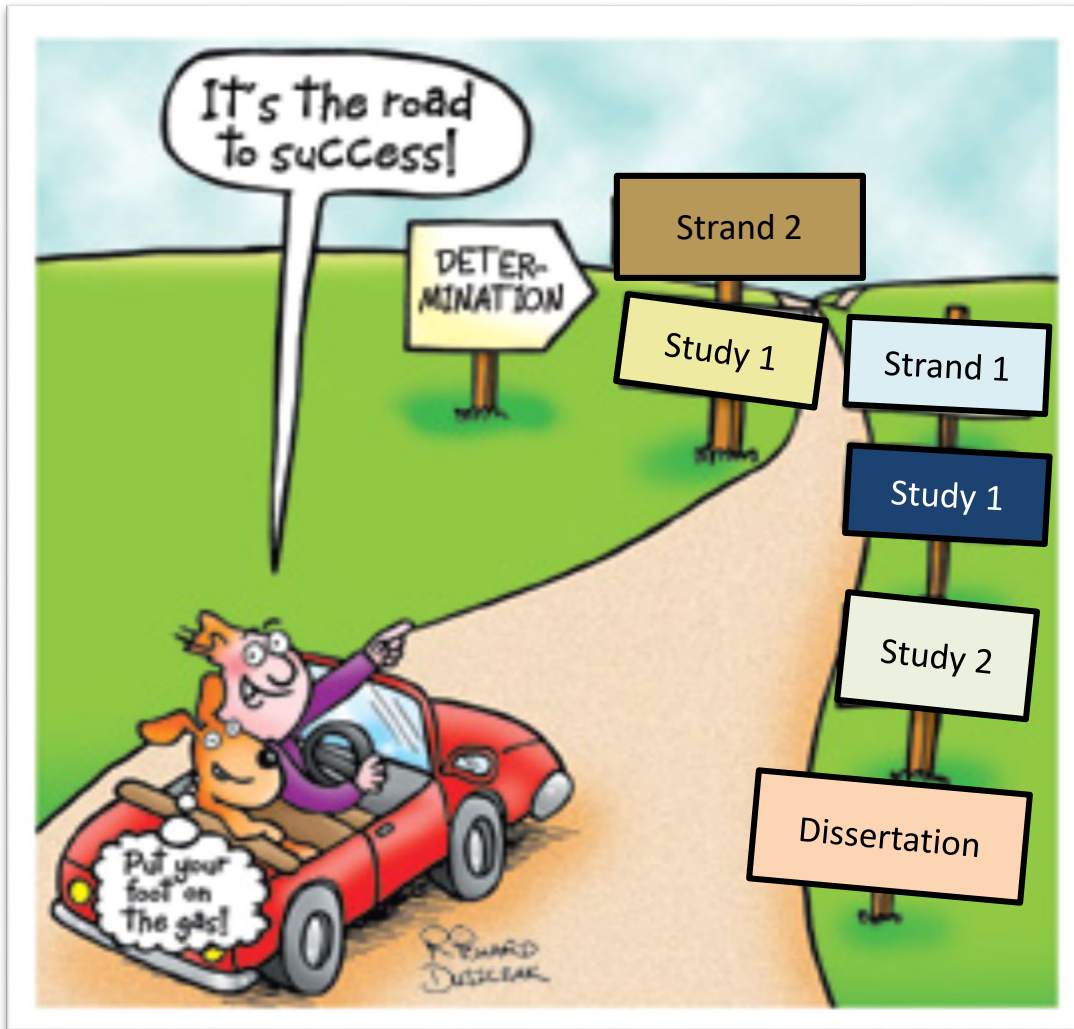 It's the road
to success!
DETER-
MINATION
Strand 2
Study 1
Strand 1
Study 1
Study 2
Dissertation
Put your
foot on
The gas!